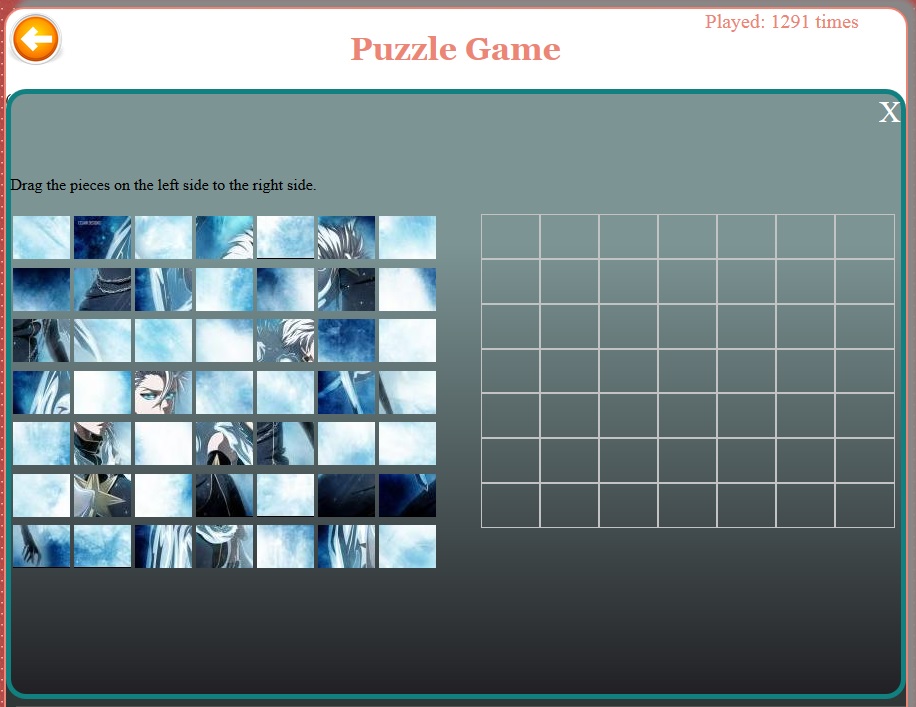 Played: 1291 times
Puzzle Game
X
Drag the pieces on the left side to the right side.